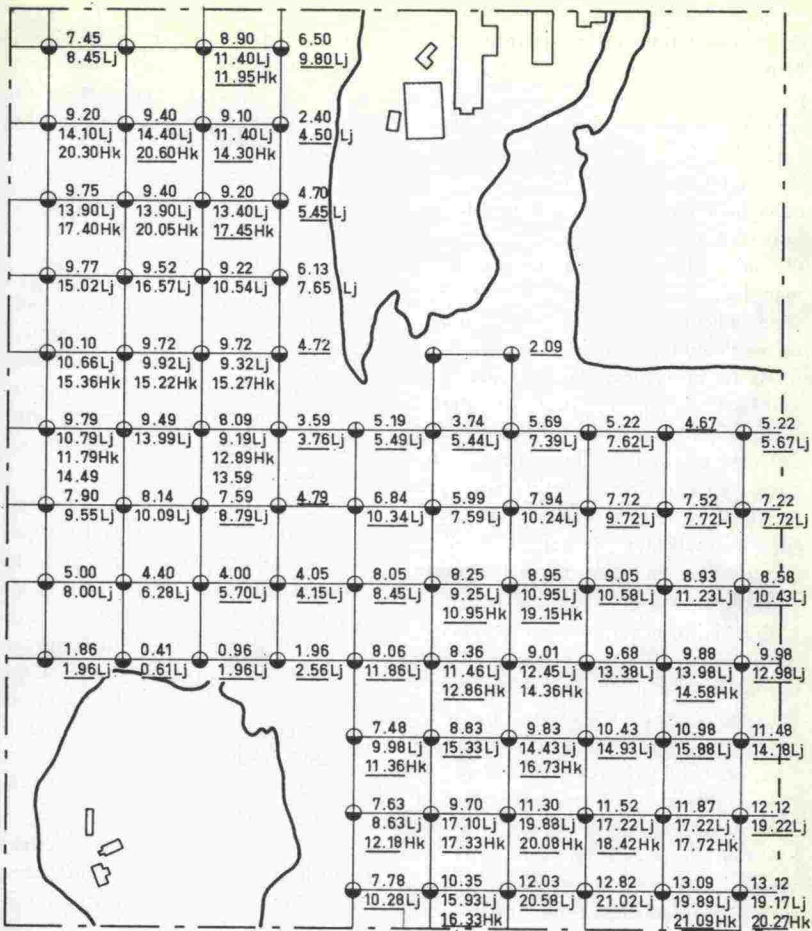 7.45 8.90 6.50
8.45Lj 11.40Lj 9.80Lj
11.95Hk
9.20 9.40 9.10 2.40
14.10Lj 14.40Lj 11.40Lj 4.50Lj
20.30Hk 20.60Hk 14.30Hk
9.75 9.40 9.20 4.70
13.90Lj 13.90Lj 13.40Lj 5.45Lj
17.40Hk 20.05Hk 17.45Hk
9.77 9.52 9.22 6.13
15.02Lj 16.57Lj 10.54Lj 7.65 Lj
10.10 9.72 9.72 4.72 2.09
10.66Lj 9.92Lj 9.32Lj
15.36Hk 15.22Hk 15.27Hk
9.79 9.49 8.09 3.59 5.19 3.74 5.69 5.22 4.67 5.22
10.79Lj 13.99Lj 9.19Lj 3.76Lj 5.49Lj 5.44Lj 7.39Lj 7.62Lj 5.67Lj
11.79Hk 12.89Hk
14.49 13.59
7.90 8.14 7.59 4.79 6.84 5.99 7.94 7.72 7.52 7.22
9.55Lj 10.09Lj 8.79Lj 10.34Lj 7.59Lj 10.24Lj 9.72Lj 7.72Lj 7.72Lj
5.00 4.40 4.00 4.05 8.05 8.25 8.95 9.05 8.93 8.58
8.00Lj 6.28Lj 5.70Lj 4.15Lj 8.45Lj 9.25Lj 10.95Lj 10.58Lj 11.23Lj 10.43Lj
10.95Hk 19.15Hk
1.86 0.41 0.96 1.96 8.06 8.36 9.01 9.68 9.88 9.98
1.96Lj 0.61Lj 1.96Lj 2.56Lj 11.86Lj 11.46Lj 12.45Lj 13.38Lj 13.98Lj 12.98Lj
12.86Hk 14.36Hk 14.58Hk
7.48 8.83 9.83 10.43 10.98 11.48
9.98Lj 15.33Lj 14.43Lj 14.93Lj 15.88Lj 14.18Lj
11.36Hk 16.73Hk
7.63 9.70 11.30 11.52 11.87 12.12
8.63Lj 17.10Lj 19.88Lj 17.22Lj 17.22Lj 19.22Lj
12.18Hk 17.33Hk 20.08Hk 18.42Hk 17.72Hk
7.78 10.35 12.03 12.82 13.09 13.12
10.28Lj 15.93Lj 20.58Lj 21.02Lj 19.89Lj 19.17Lj
16.33Hk 21.09Hk 20.27Hk